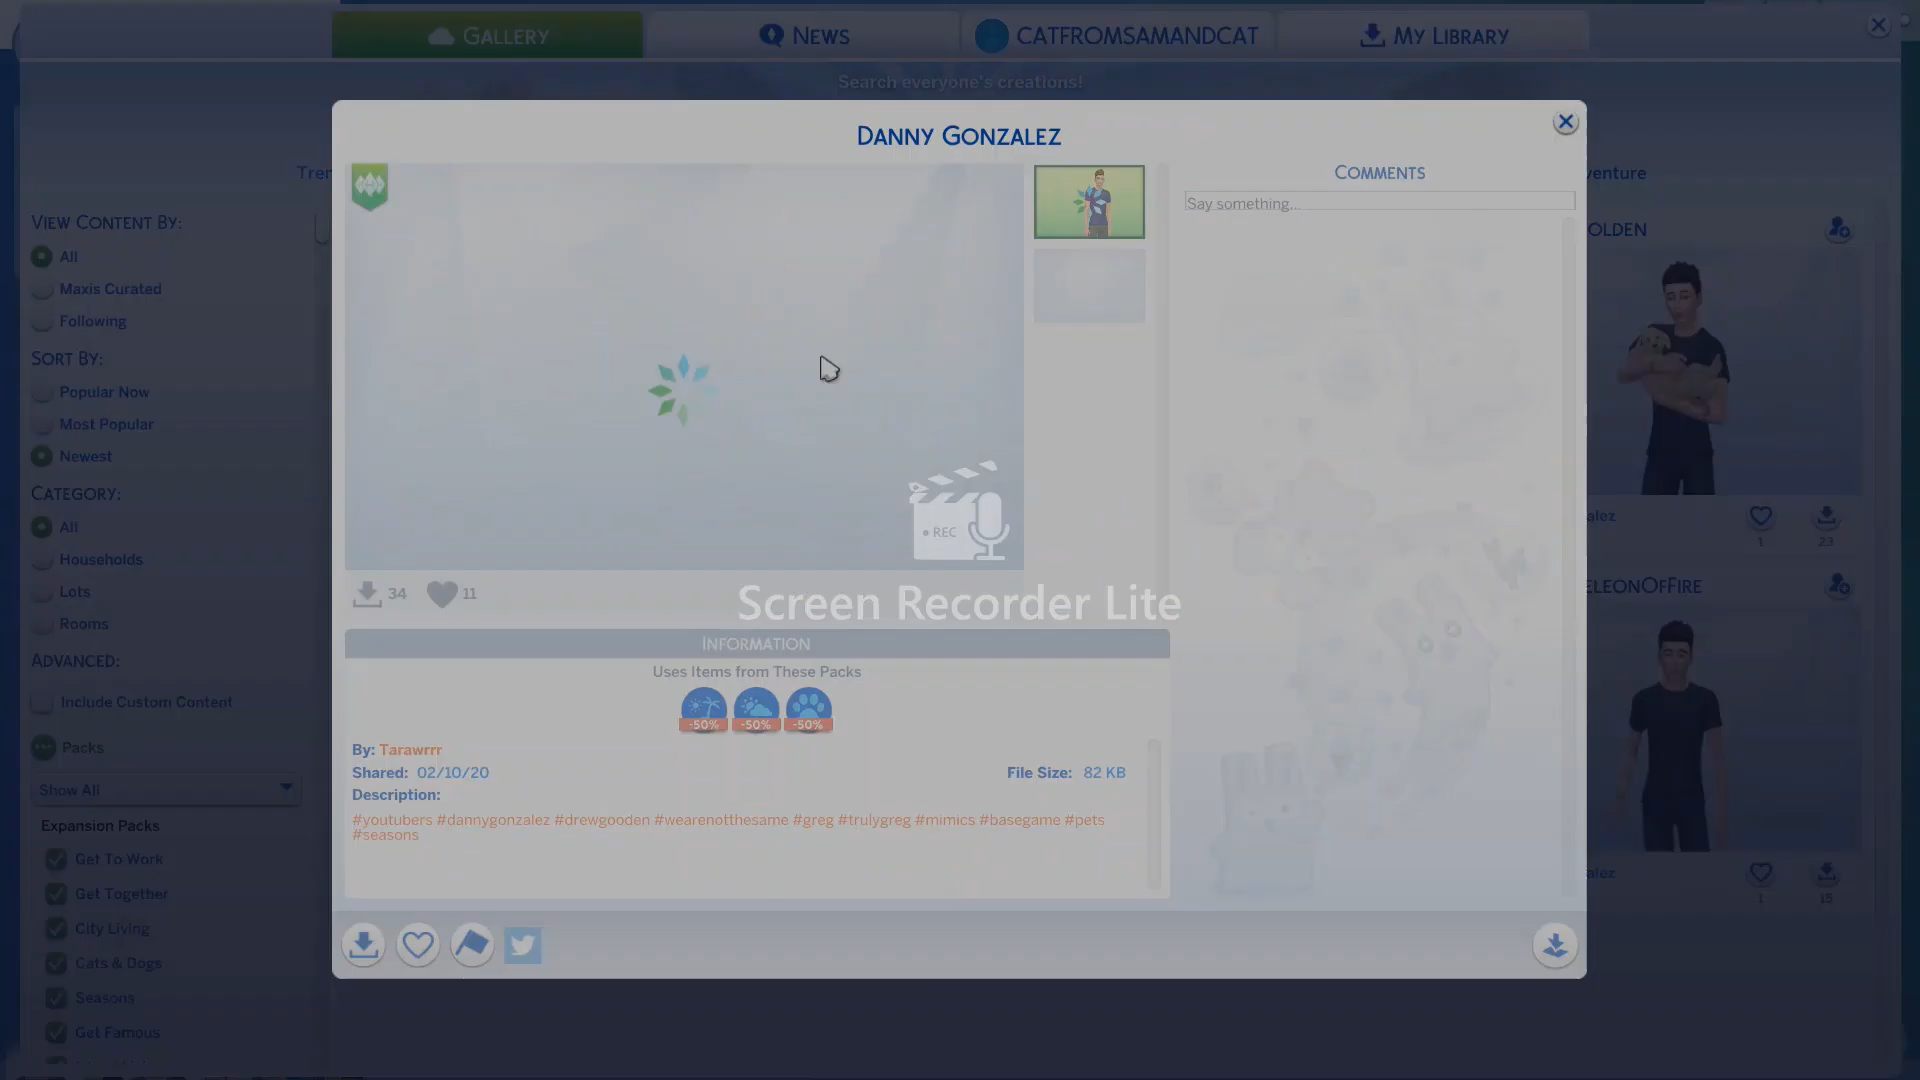 GALLERY
NEWS
CATFROMSAMANDCAT
MY LIBRARY
Search everyone's creations!
DANNY GONZALEZ
COMMENTS
Say something...
VIEW CONTENT BY:
All
Maxis Curated
Following
SORT BY:
Popular Now
Most Popular
Newest
CATEGORY:
All
Households
Lots
Rooms
ADVANCED:
Include Custom Content
Packs
Show All
Expansion Packs
Get To Work
Get Together
City Living
Cats & Dogs
Seasons
Get Famous
REC
34
11
Screen Recorder Lite
INFORMATION
Uses Items from These Packs
-50% -50% -50%
By: Tarawrrr
Shared: 02/10/20
File Size: 82 KB
Description:
#youtubers #dannygonzalez #drewgooden #wearenotthesame #greg #trulygreg #mimics #basegame #pets
#seasons
1
23
1
15